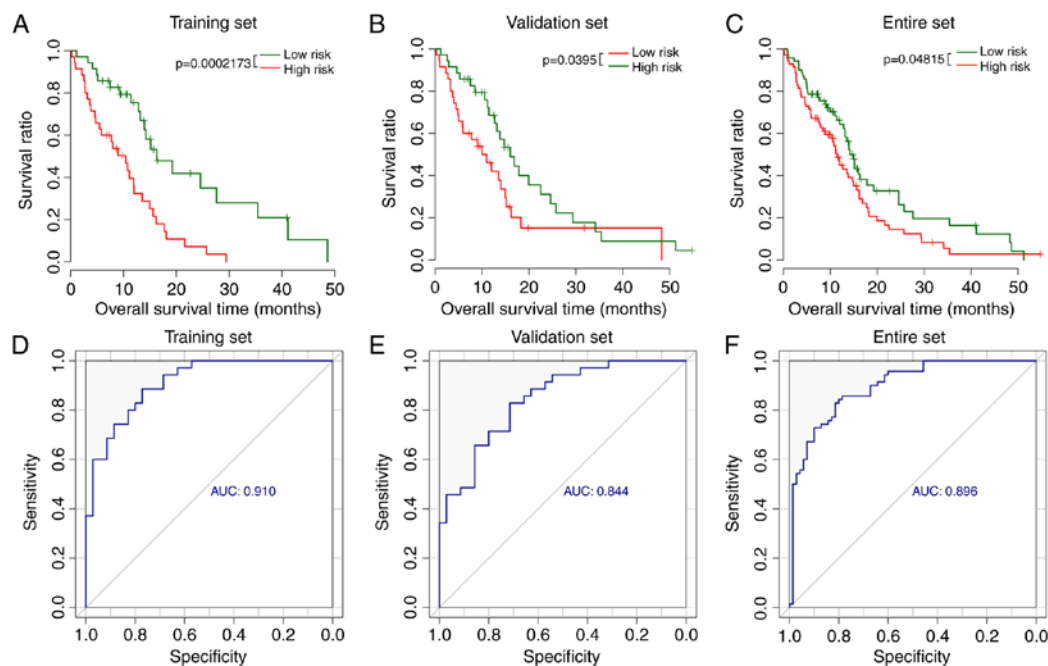 A Training set
Survival ratio
1.0
0.8
0.6
0.4
0.2
0.0
p=0.0002173
Low risk
High risk
0 10 20 30 40 50
Overall survival time (months)
B Validation set
Survival ratio
1.0
0.8
0.6
0.4
0.2
0.0
p=0.0395
Low risk
High risk
0 10 20 30 40 50
Overall survival time (months)
C Entire set
Survival ratio
1.0
0.8
0.6
0.4
0.2
0.0
p=0.04815
Low risk
High risk
0 10 20 30 40 50
Overall survival time (months)
D Training set
Sensitivity
1.0
0.8
0.6
0.4
0.2
0.0
AUC: 0.910
1.0 0.8 0.6 0.4 0.2 0.0
Specificity
E Validation set
Sensitivity
1.0
0.8
0.6
0.4
0.2
0.0
AUC: 0.844
1.0 0.8 0.6 0.4 0.2 0.0
Specificity
F Entire set
Sensitivity
1.0
0.8
0.6
0.4
0.2
0.0
AUC: 0.896
1.0 0.8 0.6 0.4 0.2 0.0
Specificity